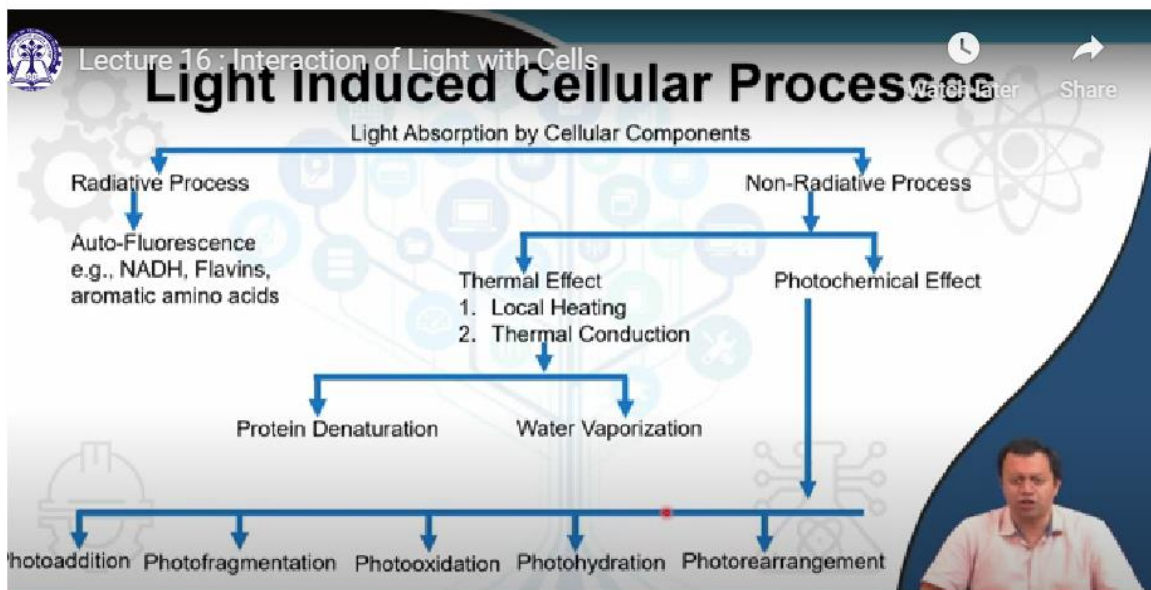 Lecture 16 : Interaction of Light with Cells
Light Induced Cellular Processes
Watch later
Share
Light Absorption by Cellular Components
Radiative Process
Non-Radiative Process
Auto-Fluorescence
e.g., NADH, Flavins,
aromatic amino acids
Thermal Effect
1. Local Heating
2. Thermal Conduction
Photochemical Effect
Protein Denaturation
Water Vaporization
Photoaddition
Photofragmentation
Photooxidation
Photohydration
Photorearrangement